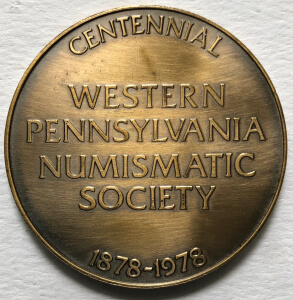 CENTENNIAL
WESTERN
PENNSYLVANIA
NUMISMATIC
SOCIETY
1878-1978